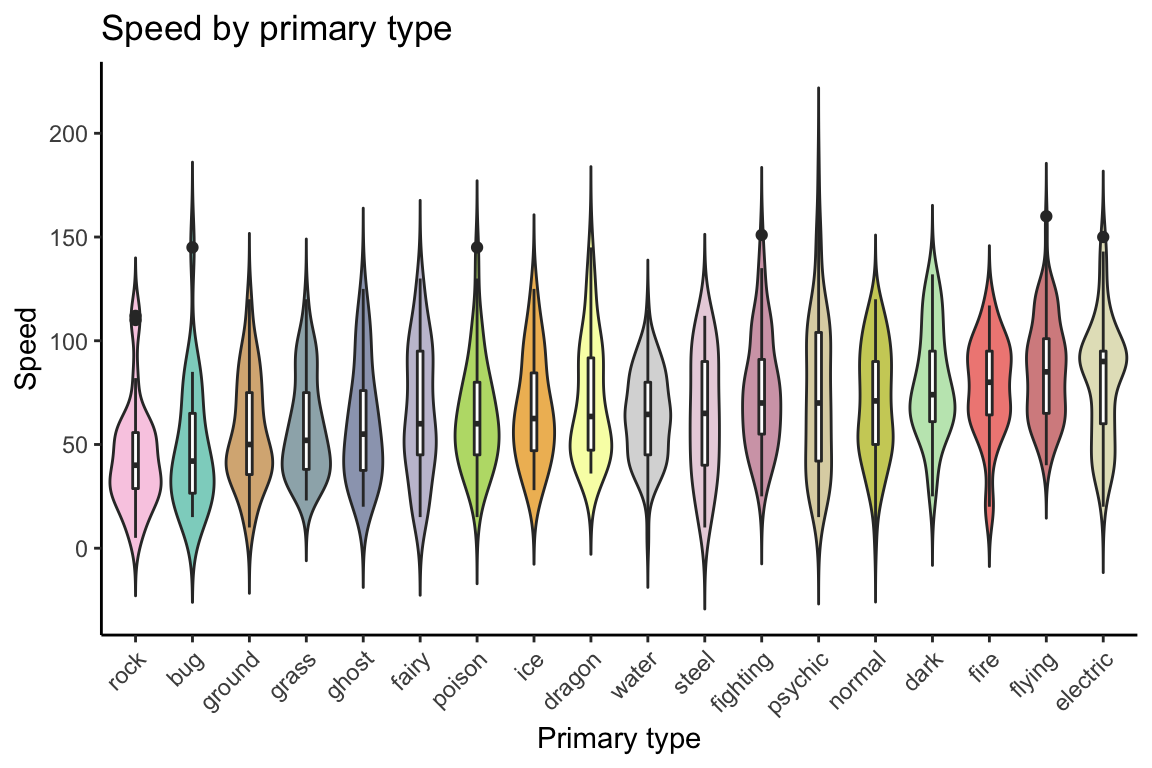 Speed by primary type
Speed
200
150
100
50
0
rock bug ground grass ghost fairy poison ice dragon water steel fighting psychic normal dark fire flying electric
Primary type